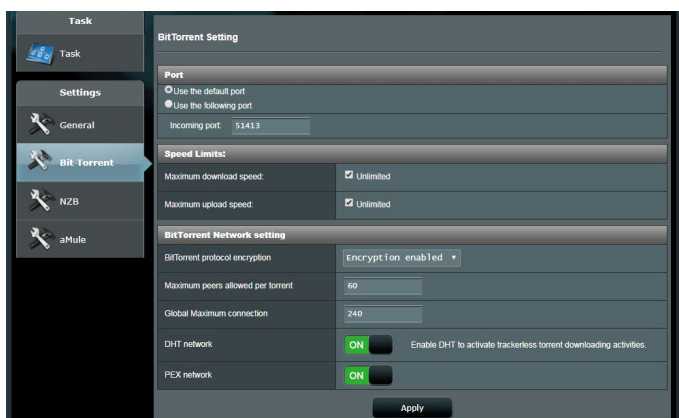 Task
Task
Settings
General
Bit Torrent
NZB
aMule
BitTorrent Setting
Port
Use the default port
Use the following port
Incoming port: 51413
Speed Limits:
Maximum download speed: Unlimited
Maximum upload speed: Unlimited
BitTorrent Network setting
BitTorrent protocol encryption Encryption enabled
Maximum peers allowed per torrent 60
Global Maximum connection 240
DHT network ON Enable DHT to activate trackerless torrent downloading activities.
PEX network ON
Apply